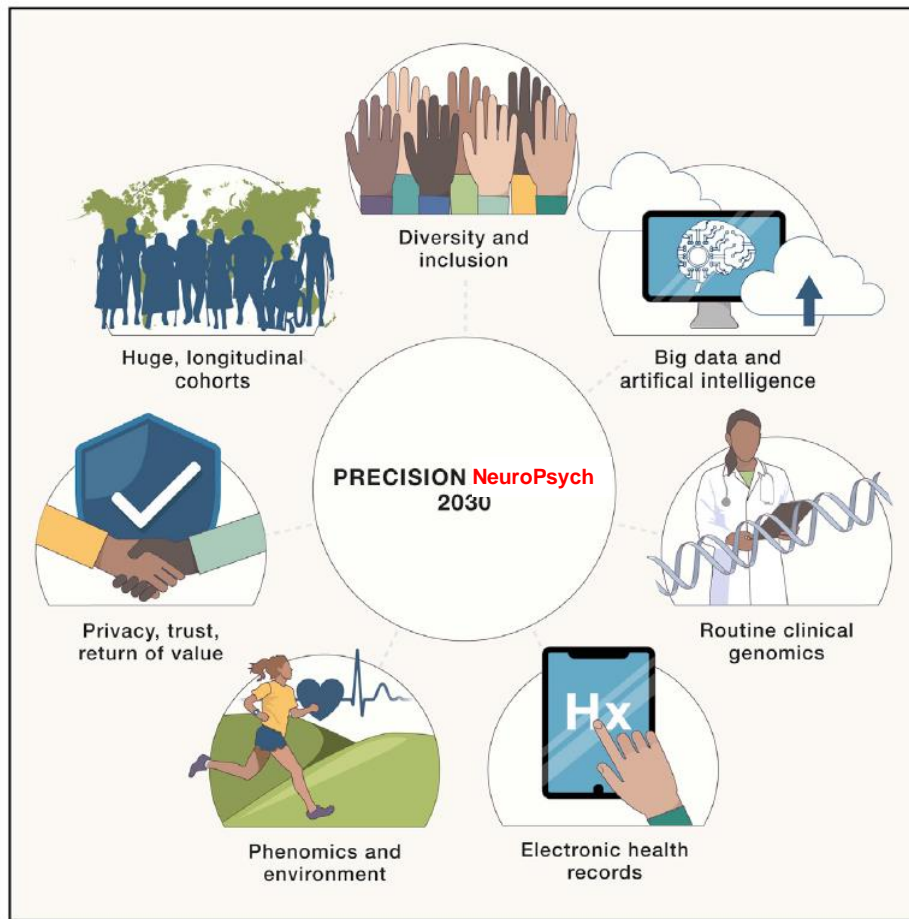 Diversity and
inclusion
Huge, longitudinal
cohorts
Big data and
artifical intelligence
PRECISION NeuroPsych
2030
Privacy, trust,
return of value
Routine clinical
genomics
Hx
Phenomics and
environment
Electronic health
records